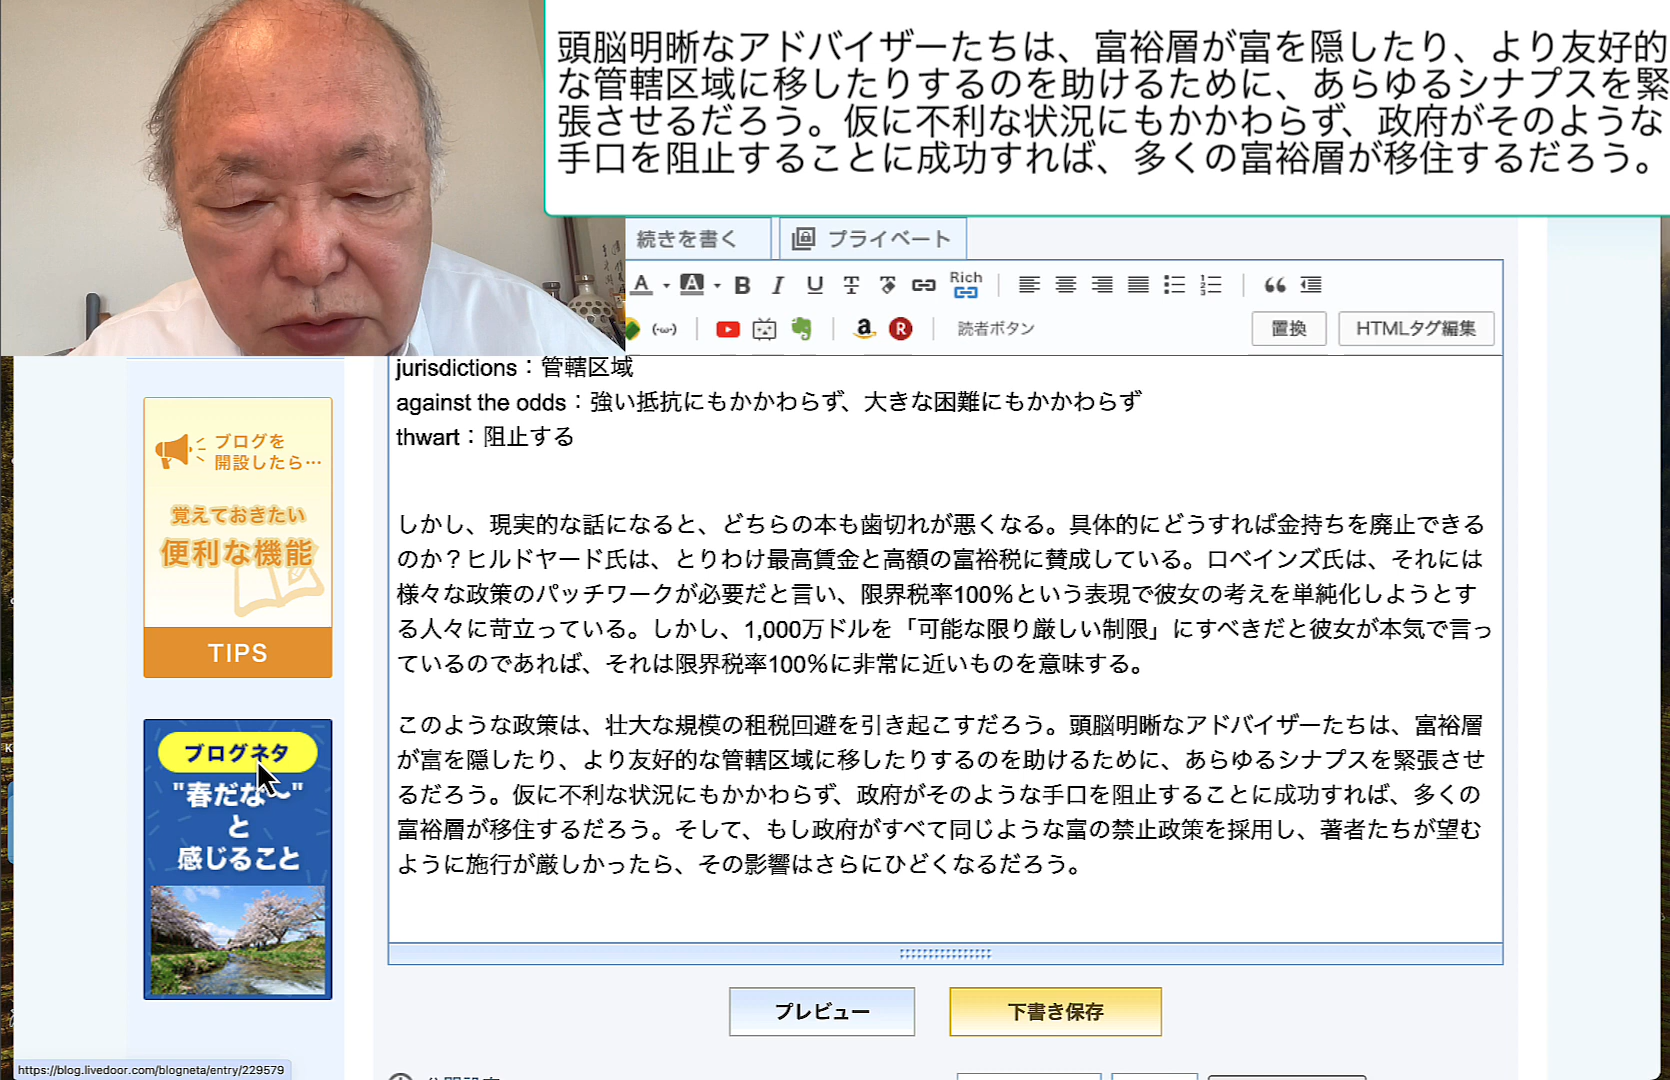 頭脳明晰なアドバイザーたちは、富裕層が富を隠したり、より友好的
な管轄区域に移したりするのを助けるために、あらゆるシナプスを緊
張させるだろう。仮に不利な状況にもかかわらず、政府がそのような
手口を阻止することに成功すれば、多くの富裕層が移住するだろう。
続きを書く
プライベート
A
A
B
I
U
T
Rich
(・ω・)
a
R
読者ボタン
置換
HTMLタグ編集
jurisdictions：管轄区域
against the odds：強い抵抗にもかかわらず、大きな困難にもかかわらず
thwart：阻止する
しかし、現実的な話になると、どちらの本も歯切れが悪くなる。具体的にどうすれば金持ちを廃止できる
のか？ヒルドヤード氏は、とりわけ最高賃金と高額の富裕税に賛成している。ロベインズ氏は、それには
様々な政策のパッチワークが必要だと言い、限界税率100%という表現で彼女の考えを単純化しようとす
る人々に苛立っている。しかし、1,000万ドルを「可能な限り厳しい制限」にすべきだと彼女が本気で言っ
ているのであれば、それは限界税率100%に非常に近いものを意味する。
このような政策は、壮大な規模の租税回避を引き起こすだろう。頭脳明晰なアドバイザーたちは、富裕層
が富を隠したり、より友好的な管轄区域に移したりするのを助けるために、あらゆるシナプスを緊張させ
るだろう。仮に不利な状況にもかかわらず、政府がそのような手口を阻止することに成功すれば、多くの
富裕層が移住するだろう。そして、もし政府がすべて同じような富の禁止政策を採用し、著者たちが望む
ように施行が厳しかったら、その影響はさらにひどくなるだろう。
ブログを
開設したら…
覚えておきたい
便利な機能
TIPS
ブログネタ
"春だな〜"
と
感じること
プレビュー
下書き保存
https://blog.livedoor.com/blogneta/entry/229579